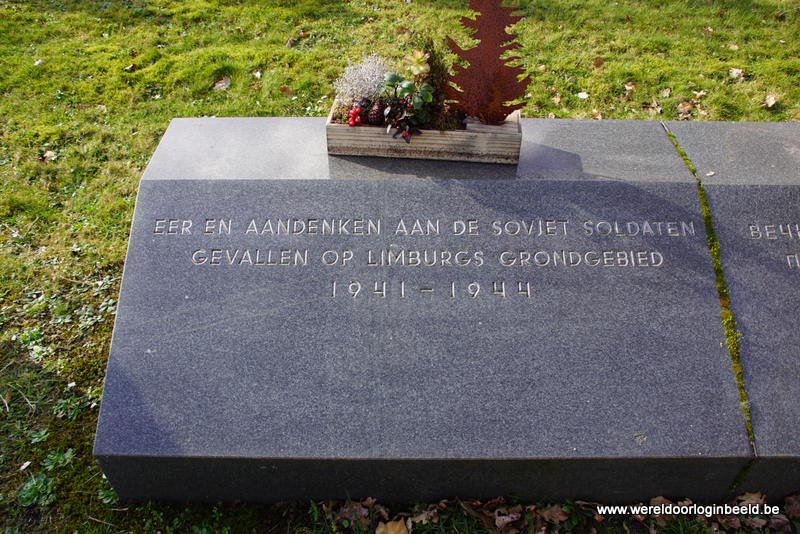 EER EN AANDENKEN AAN DE SOVJET SOLDATEN
GEVALLEN OP LIMBURGS GRONDGEBIED
1941 – 1944
www.wereldoorloginbeeld.be